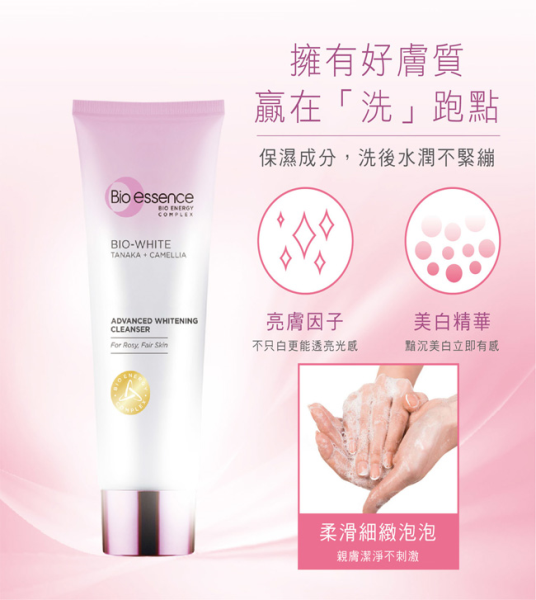 擁有好膚質
贏在「洗」跑點
保濕成分，洗後水潤不緊繃
Bio essence
BIO ENERGY
COMPLEX
BIO-WHITE
TANAKA + CAMELLIA
ADVANCED WHITENING
CLEANSER
For Rosy, Fair Skin
BIO ENERGY COMPLEX
亮膚因子
不只白更能透亮光感
美白精華
黯沉美白立即有感
柔滑細緻泡泡
親膚潔淨不刺激